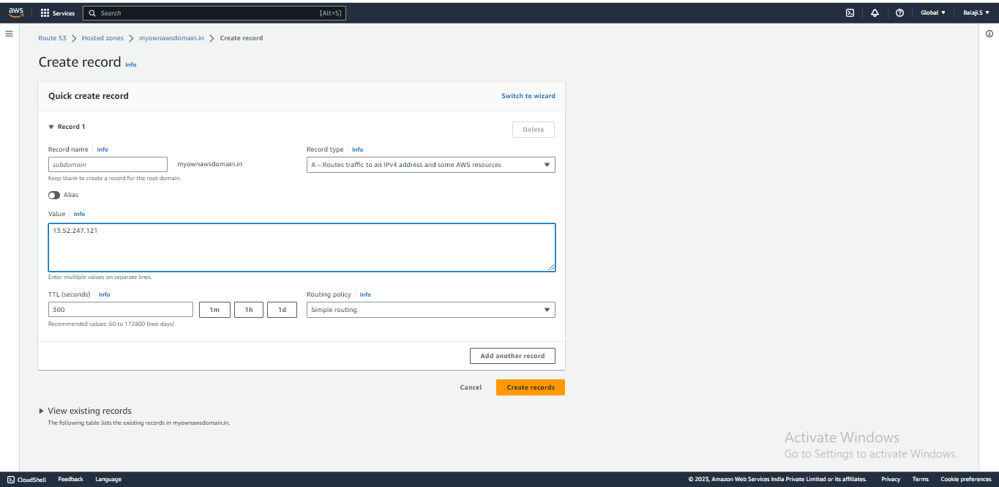 aws Services Search [Alt+S] Global Balaji.S
Route 53 Hosted zones myownawsdomain.in Create record
Create record Info
Quick create record Switch to wizard
Record 1 Delete
Record name Info Record type Info
subdomain myownawsdomain.in A – Routes traffic to an IPv4 address and some AWS resources
Keep blank to create a record for the root domain.
Alias
Value Info
13.52.247.121
Enter multiple values on separate lines.
TTL (seconds) Info Routing policy Info
300 1m 1h 1d Simple routing
Recommended values: 60 to 172800 (two days)
Add another record
Cancel Create records
View existing records
The following table lists the existing records in myownawsdomain.in.
Activate Windows
Go to Settings to activate Windows.
CloudShell Feedback Language © 2023, Amazon Web Services India Private Limited or its affiliates. Privacy Terms Cookie preferences